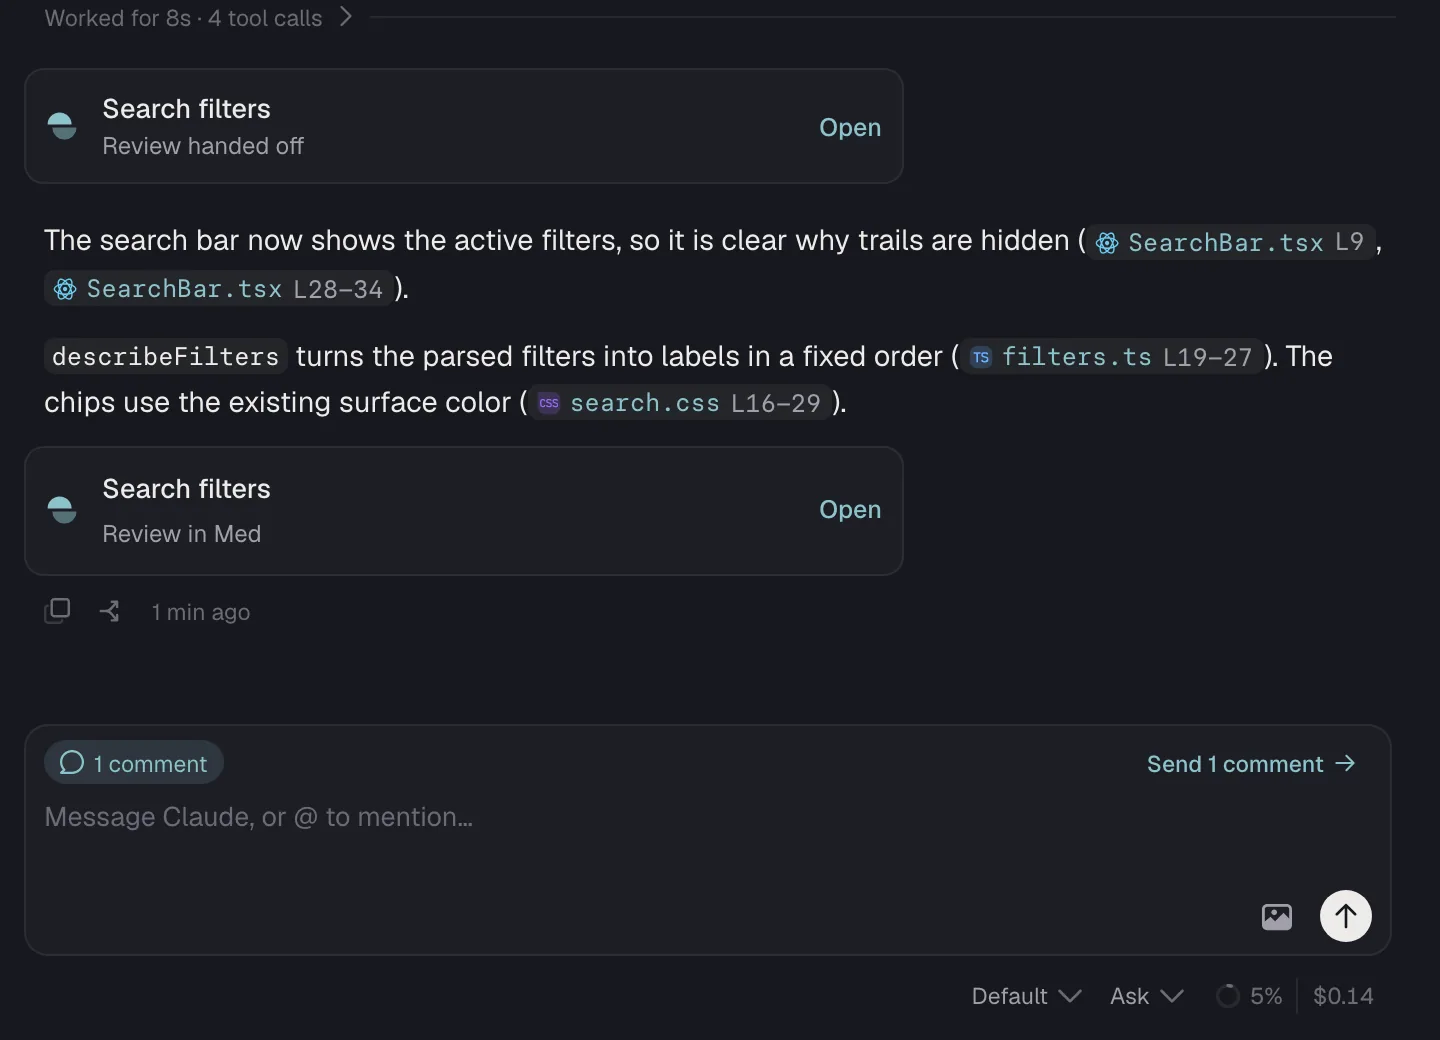 Worked for 8s · 4 tool calls
Search filters
Review handed off
Open
The search bar now shows the active filters, so it is clear why trails are hidden ( SearchBar.tsx L9 ,
SearchBar.tsx L28–34 ).
describeFilters turns the parsed filters into labels in a fixed order ( TS filters.ts L19–27 ). The
chips use the existing surface color ( CSS search.css L16–29 ).
Search filters
Review in Med
Open
1 min ago
1 comment
Send 1 comment →
Message Claude, or @ to mention…
Default
Ask
5%
$0.14